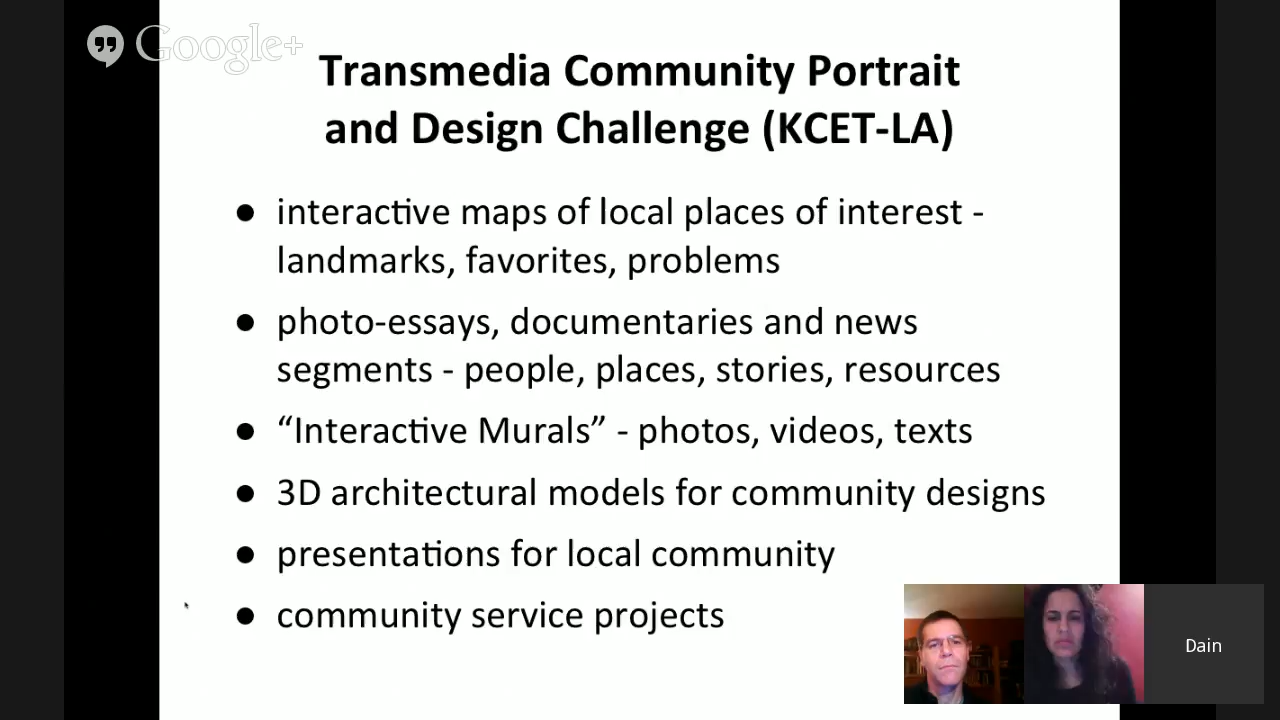 Google+
Transmedia Community Portrait
and Design Challenge (KCET-LA)
● interactive maps of local places of interest -
landmarks, favorites, problems
● photo-essays, documentaries and news
segments - people, places, stories, resources
● “Interactive Murals” - photos, videos, texts
● 3D architectural models for community designs
● presentations for local community
● community service projects
Dain